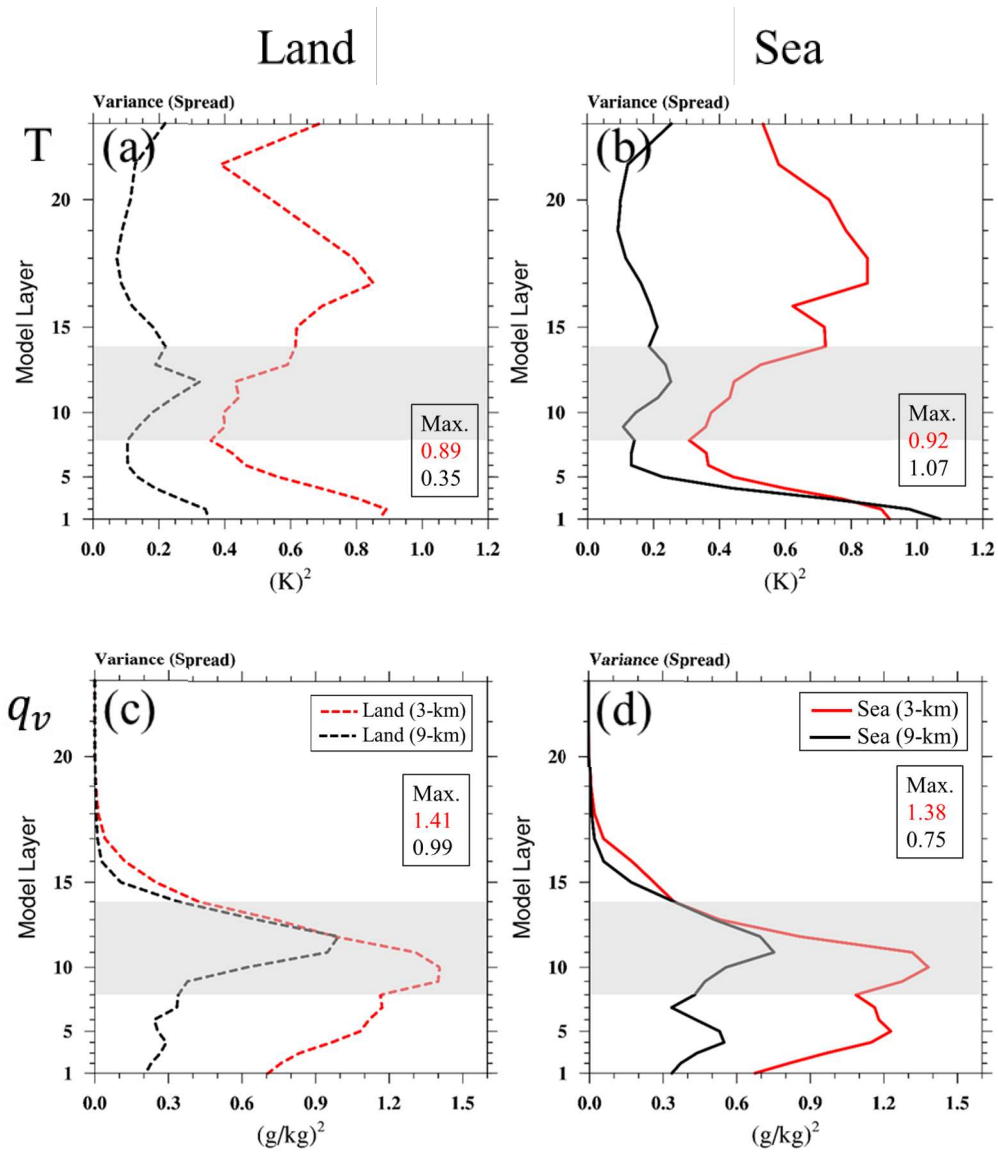 Land
Sea
Variance (Spread)
Variance (Spread)
T
(a)
(b)
20
15
10
5
1
Model Layer
Max.
0.89
0.35
0.0 0.2 0.4 0.6 0.8 1.0 1.2
(K)²
20
15
10
5
1
Model Layer
Max.
0.92
1.07
0.0 0.2 0.4 0.6 0.8 1.0 1.2
(K)²
Variance (Spread)
Variance (Spread)
qᵥ
(c)
(d)
Land (3-km)
Land (9-km)
20
15
10
5
1
Model Layer
Max.
1.41
0.99
0.0 0.3 0.6 0.9 1.2 1.5
(g/kg)²
Sea (3-km)
Sea (9-km)
20
15
10
5
1
Model Layer
Max.
1.38
0.75
0.0 0.3 0.6 0.9 1.2 1.5
(g/kg)²